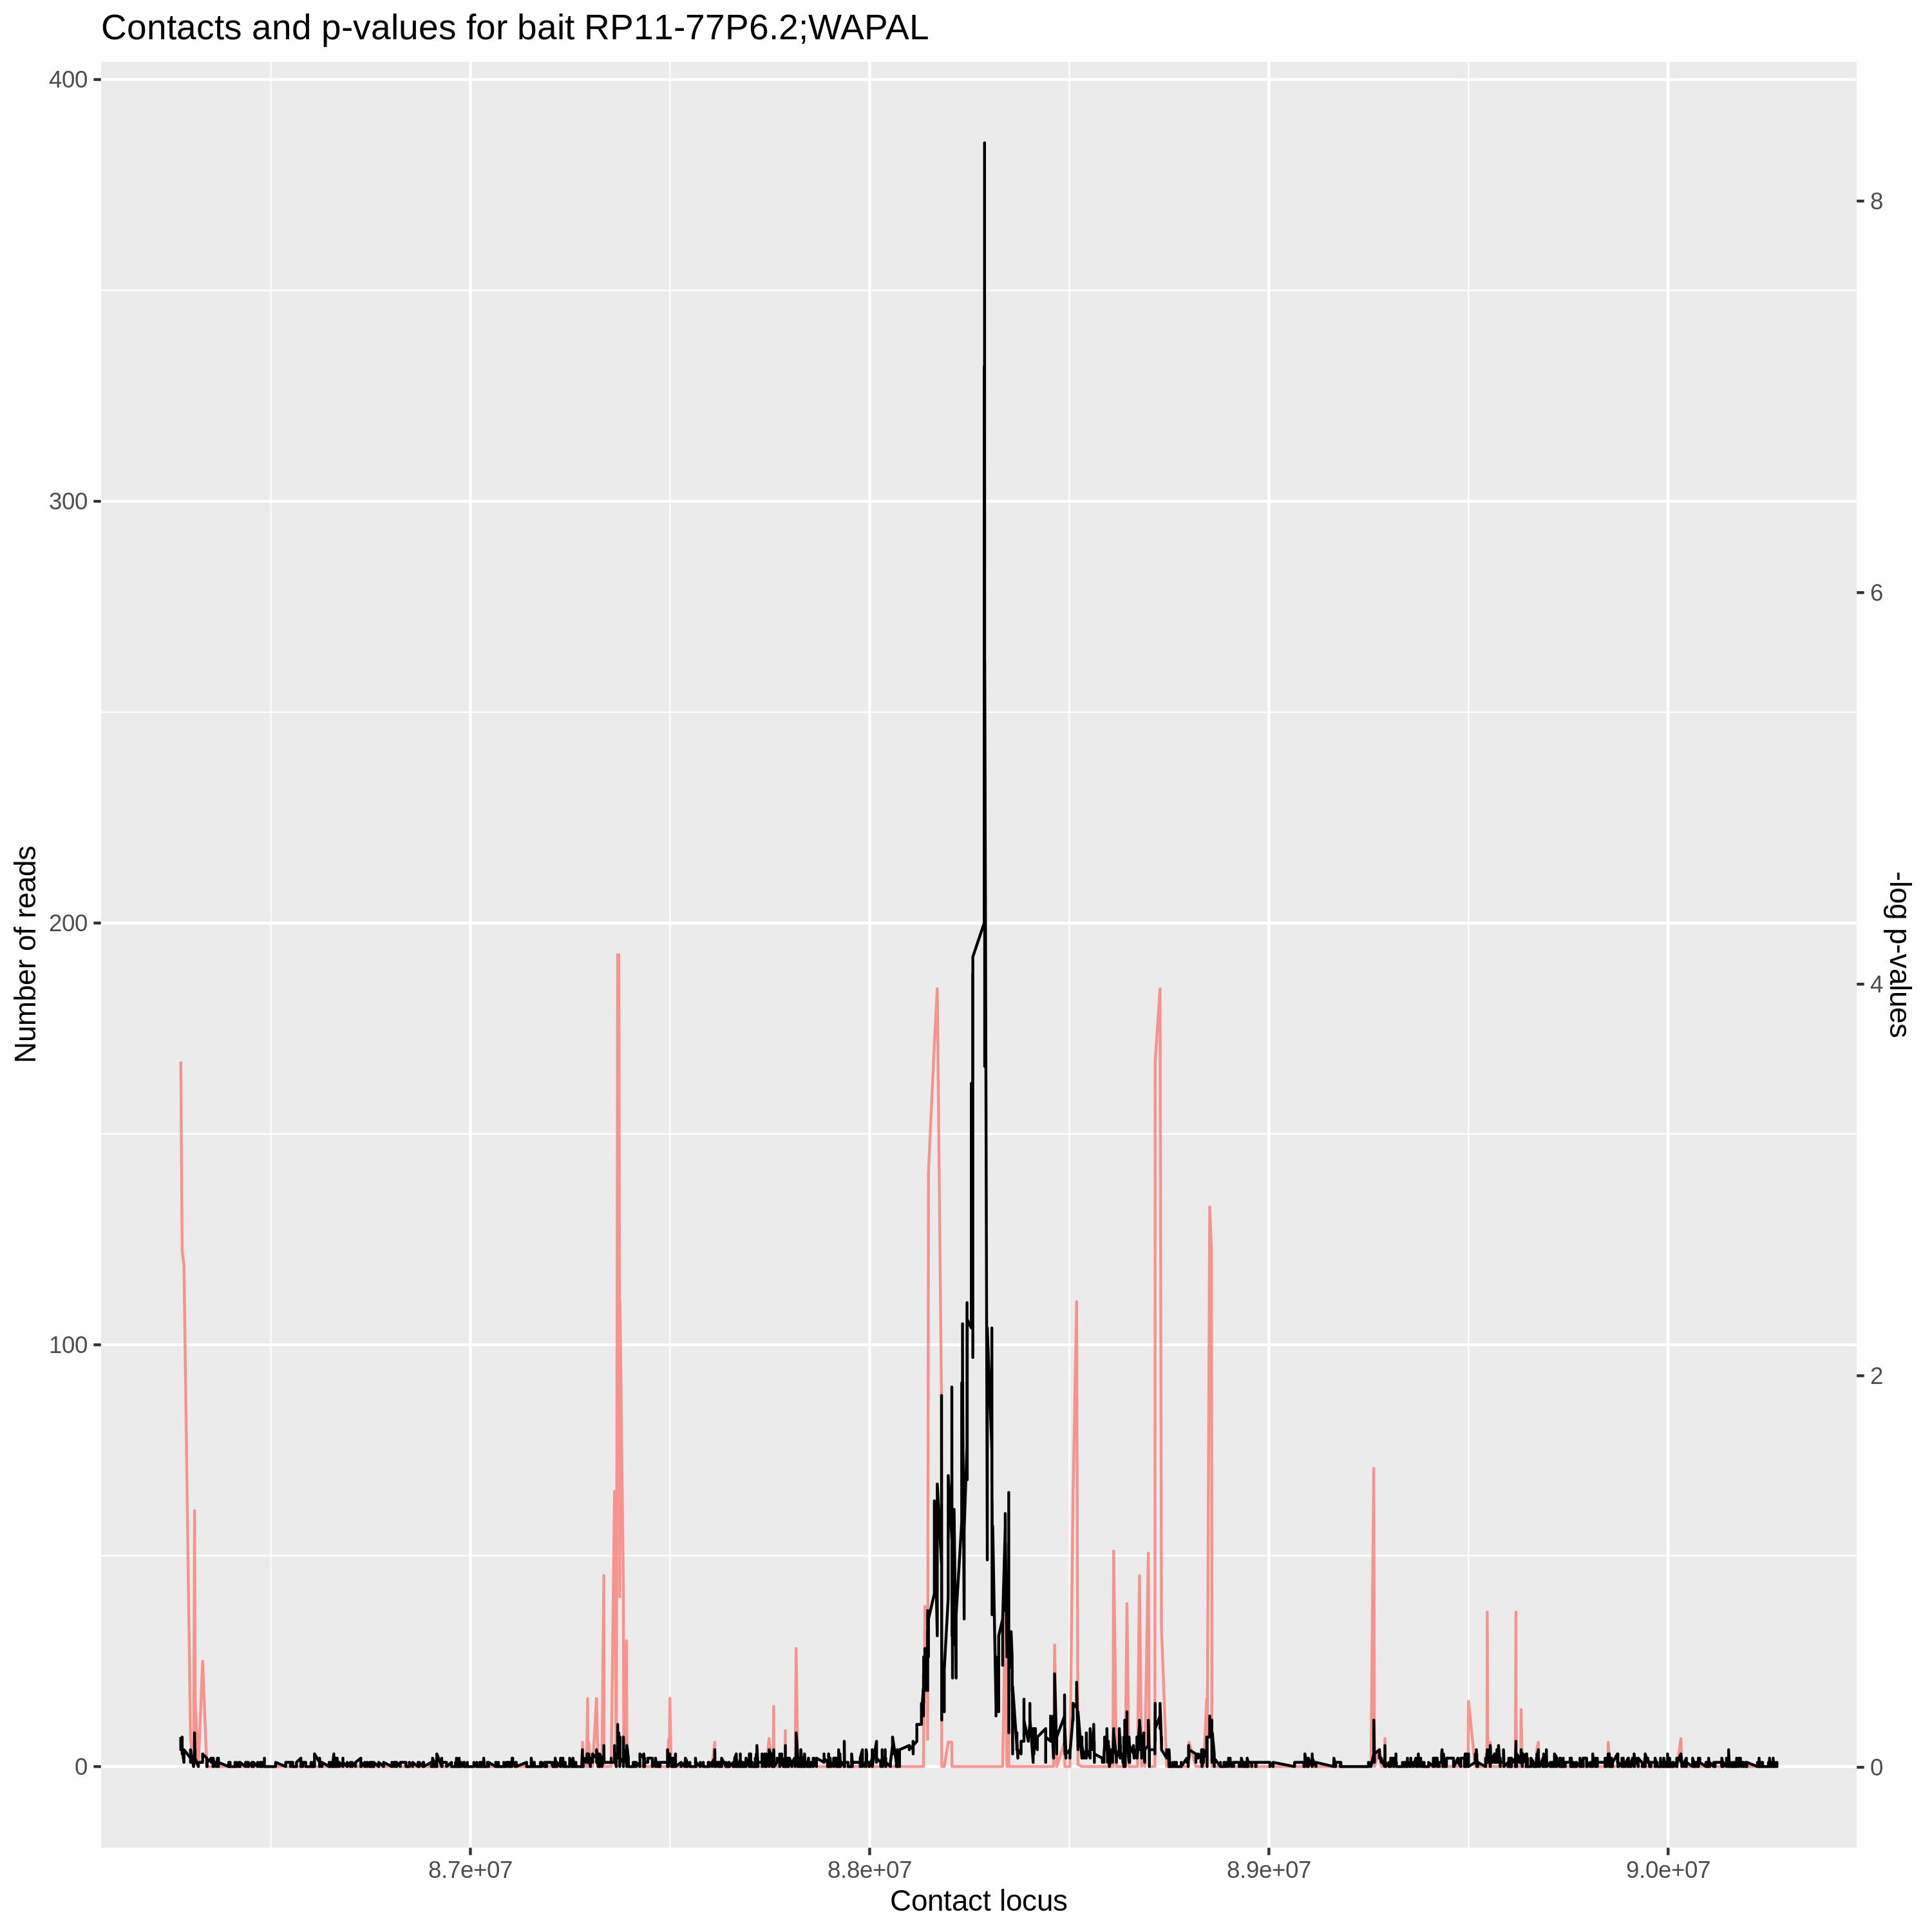 Contacts and p-values for bait RP11-77P6.2;WAPAL
400
300
200
100
0
Number of reads
8
6
4
2
0
-log p-values
8.7e+07
8.8e+07
8.9e+07
9.0e+07
Contact locus